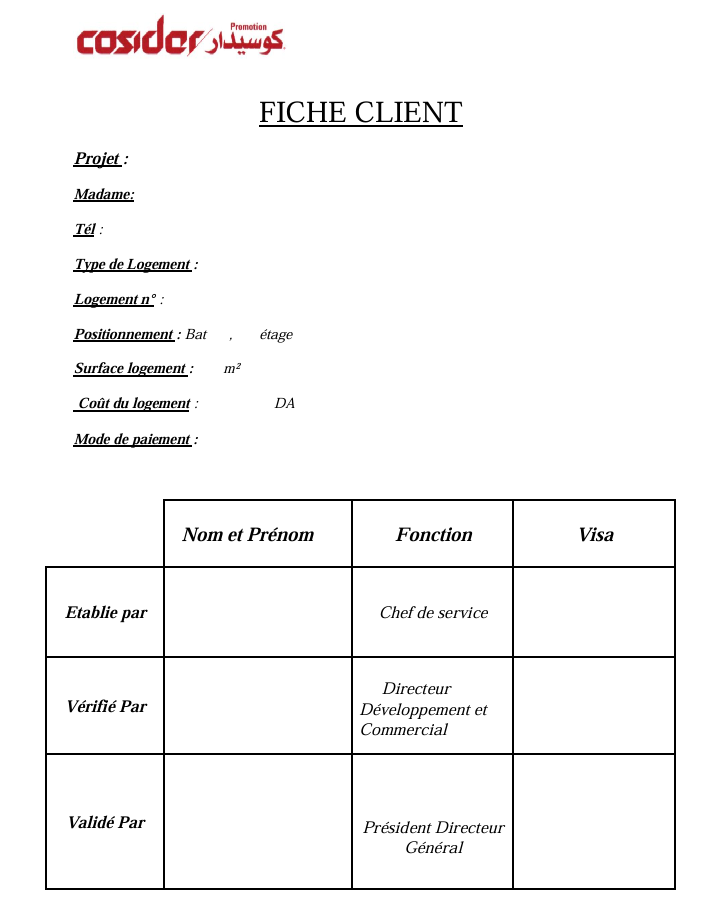 Promotion
cosider كوسيدار
FICHE CLIENT
Projet :
Madame:
Tél :
Type de Logement :
Logement n° :
Positionnement : Bat , étage
Surface logement : m²
Coût du logement : DA
Mode de paiement :
Nom et Prénom Fonction Visa
Etablie par Chef de service
Vérifié Par Directeur
Développement et
Commercial
Validé Par Président Directeur
Général